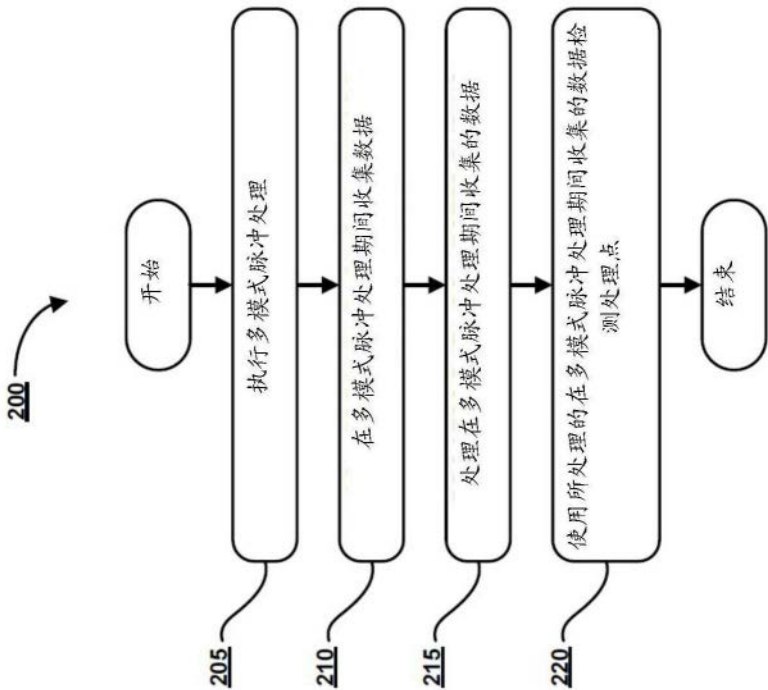 200
开始
205
执行多模式脉冲处理
210
在多模式脉冲处理期间收集数据
215
处理在多模式脉冲处理期间收集的数据
220
使用所处理的在多模式脉冲处理期间收集的数据检
测处理点
结束